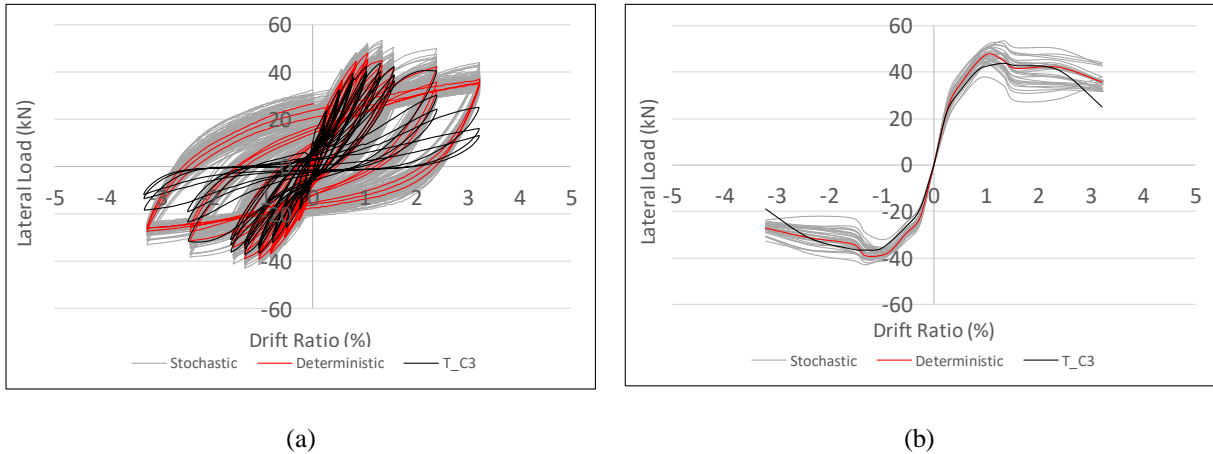 60
40
20
0
-20
-40
-60
-5 -4 -3 -2 -1 0 1 2 3 4 5
Lateral Load (kN)
Drift Ratio (%)
Stochastic Deterministic T_C3
(a)
60
40
20
0
-20
-40
-60
-5 -4 -3 -2 -1 0 1 2 3 4 5
Lateral Load (kN)
Drift Ratio (%)
Stochastic Deterministic T_C3
(b)